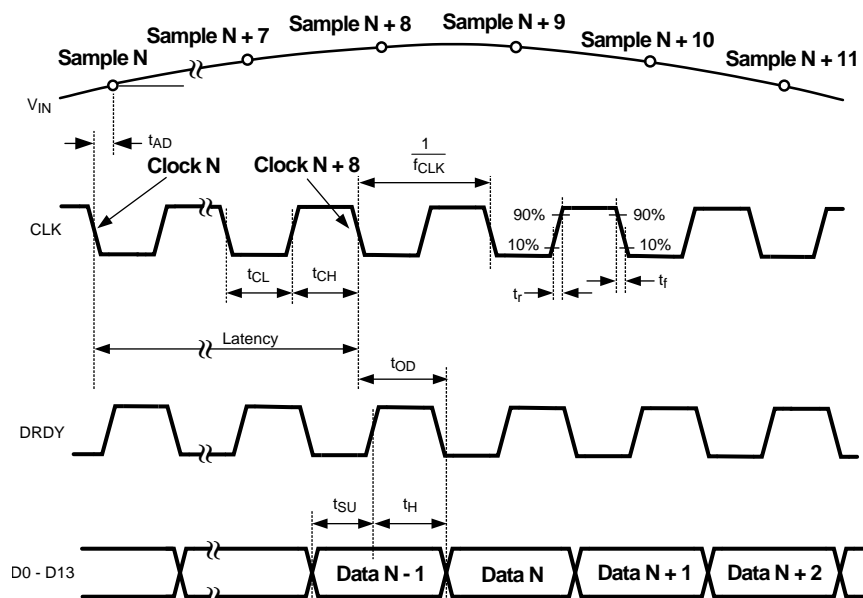 Sample N
Sample N + 7
Sample N + 8
Sample N + 9
Sample N + 10
Sample N + 11
VIN
tAD
Clock N
Clock N + 8
1
fCLK
CLK
90%
10%
90%
10%
tCL
tCH
tr
tf
Latency
tOD
DRDY
tSU
tH
D0 - D13
Data N - 1
Data N
Data N + 1
Data N + 2